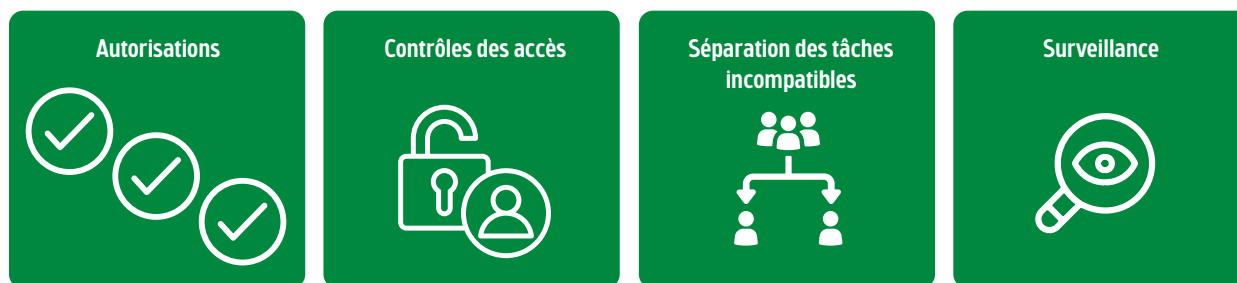 Autorisations
Contrôles des accès
Séparation des tâches
incompatibles
Surveillance